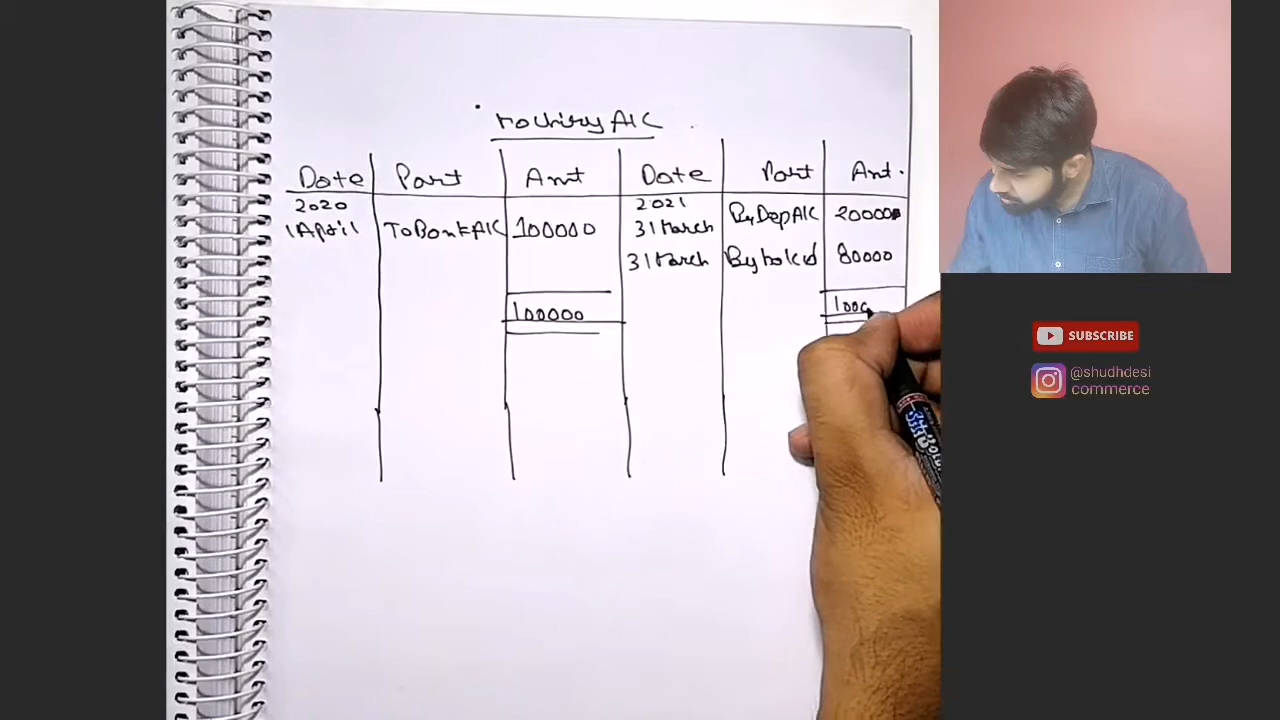 Machinery A/C
Date Part Amt Date Part Amt.
2020 2021
1 April To Bank A/C 100000 31 March By Dep A/C 20000
31 March By bal c/d 80000
100000 1000
SUBSCRIBE
@shudhdesi
commerce